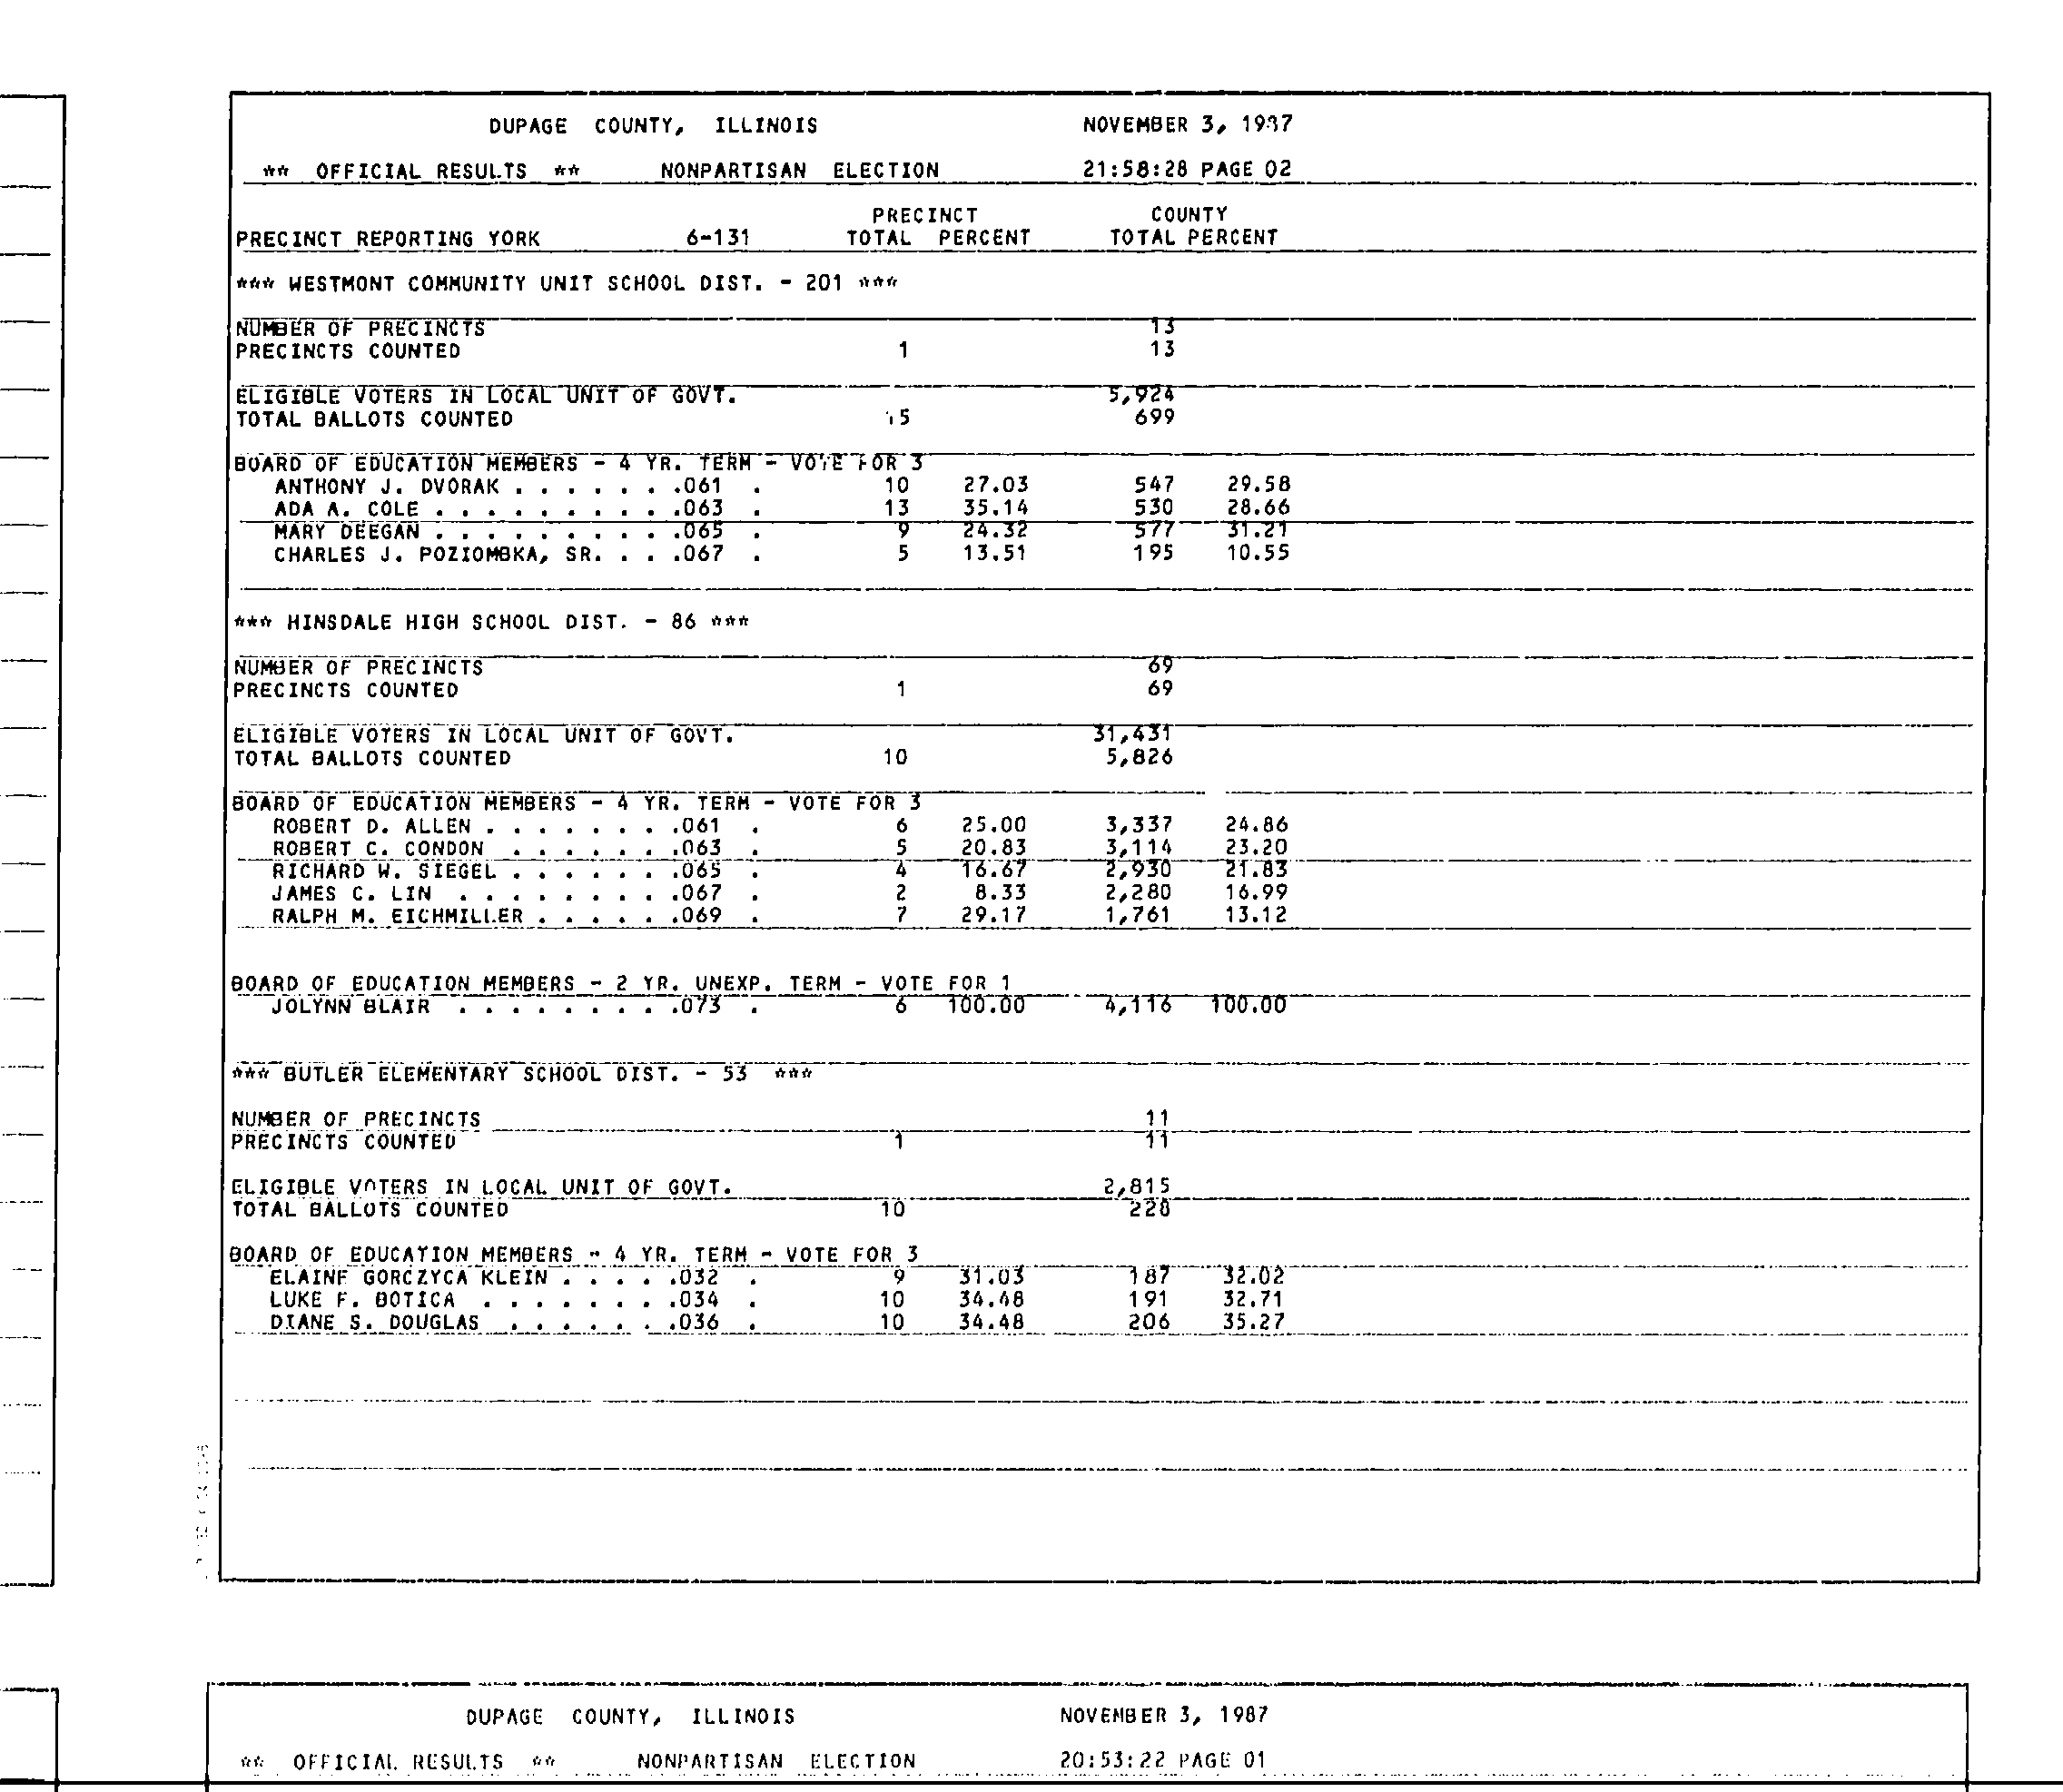 DUPAGE COUNTY, ILLINOIS NOVEMBER 3, 1987
** OFFICIAL RESULTS ** NONPARTISAN ELECTION 21:58:28 PAGE 02
PRECINCT COUNTY
PRECINCT REPORTING YORK 6-131 TOTAL PERCENT TOTAL PERCENT
*** WESTMONT COMMUNITY UNIT SCHOOL DIST. - 201 ***
NUMBER OF PRECINCTS 13
PRECINCTS COUNTED 1 13
ELIGIBLE VOTERS IN LOCAL UNIT OF GOVT. 5,924
TOTAL BALLOTS COUNTED 15 699
BOARD OF EDUCATION MEMBERS - 4 YR. TERM - VOTE FOR 3
ANTHONY J. DVORAK . . . . . . .061 . 10 27.03 547 29.58
ADA A. COLE . . . . . . . . . .063 . 13 35.14 530 28.66
MARY DEEGAN . . . . . . . . . .065 . 9 24.32 577 31.21
CHARLES J. POZIOMBKA, SR. . . .067 . 5 13.51 195 10.55
*** HINSDALE HIGH SCHOOL DIST. - 86 ***
NUMBER OF PRECINCTS 69
PRECINCTS COUNTED 1 69
ELIGIBLE VOTERS IN LOCAL UNIT OF GOVT. 31,431
TOTAL BALLOTS COUNTED 10 5,826
BOARD OF EDUCATION MEMBERS - 4 YR. TERM - VOTE FOR 3
ROBERT D. ALLEN . . . . . . . .061 . 6 25.00 3,337 24.86
ROBERT C. CONDON . . . . . . .063 . 5 20.83 3,114 23.20
RICHARD W. SIEGEL . . . . . . .065 . 4 16.67 2,930 21.83
JAMES C. LIN . . . . . . . . .067 . 2 8.33 2,280 16.99
RALPH M. EICHMILLER . . . . . .069 . 7 29.17 1,761 13.12
BOARD OF EDUCATION MEMBERS - 2 YR. UNEXP. TERM - VOTE FOR 1
JOLYNN BLAIR . . . . . . . . .073 . 6 100.00 4,116 100.00
*** BUTLER ELEMENTARY SCHOOL DIST. - 53 ***
NUMBER OF PRECINCTS 11
PRECINCTS COUNTED 1 11
ELIGIBLE VOTERS IN LOCAL UNIT OF GOVT. 2,815
TOTAL BALLOTS COUNTED 10 228
BOARD OF EDUCATION MEMBERS - 4 YR. TERM - VOTE FOR 3
ELAINE GORCZYCA KLEIN . . . . .032 . 9 31.03 187 32.02
LUKE F. BOTICA . . . . . . . .034 . 10 34.48 191 32.71
DIANE S. DOUGLAS . . . . . . .036 . 10 34.48 206 35.27
DUPAGE COUNTY, ILLINOIS NOVEMBER 3, 1987
** OFFICIAL RESULTS ** NONPARTISAN ELECTION 20:53:22 PAGE 01